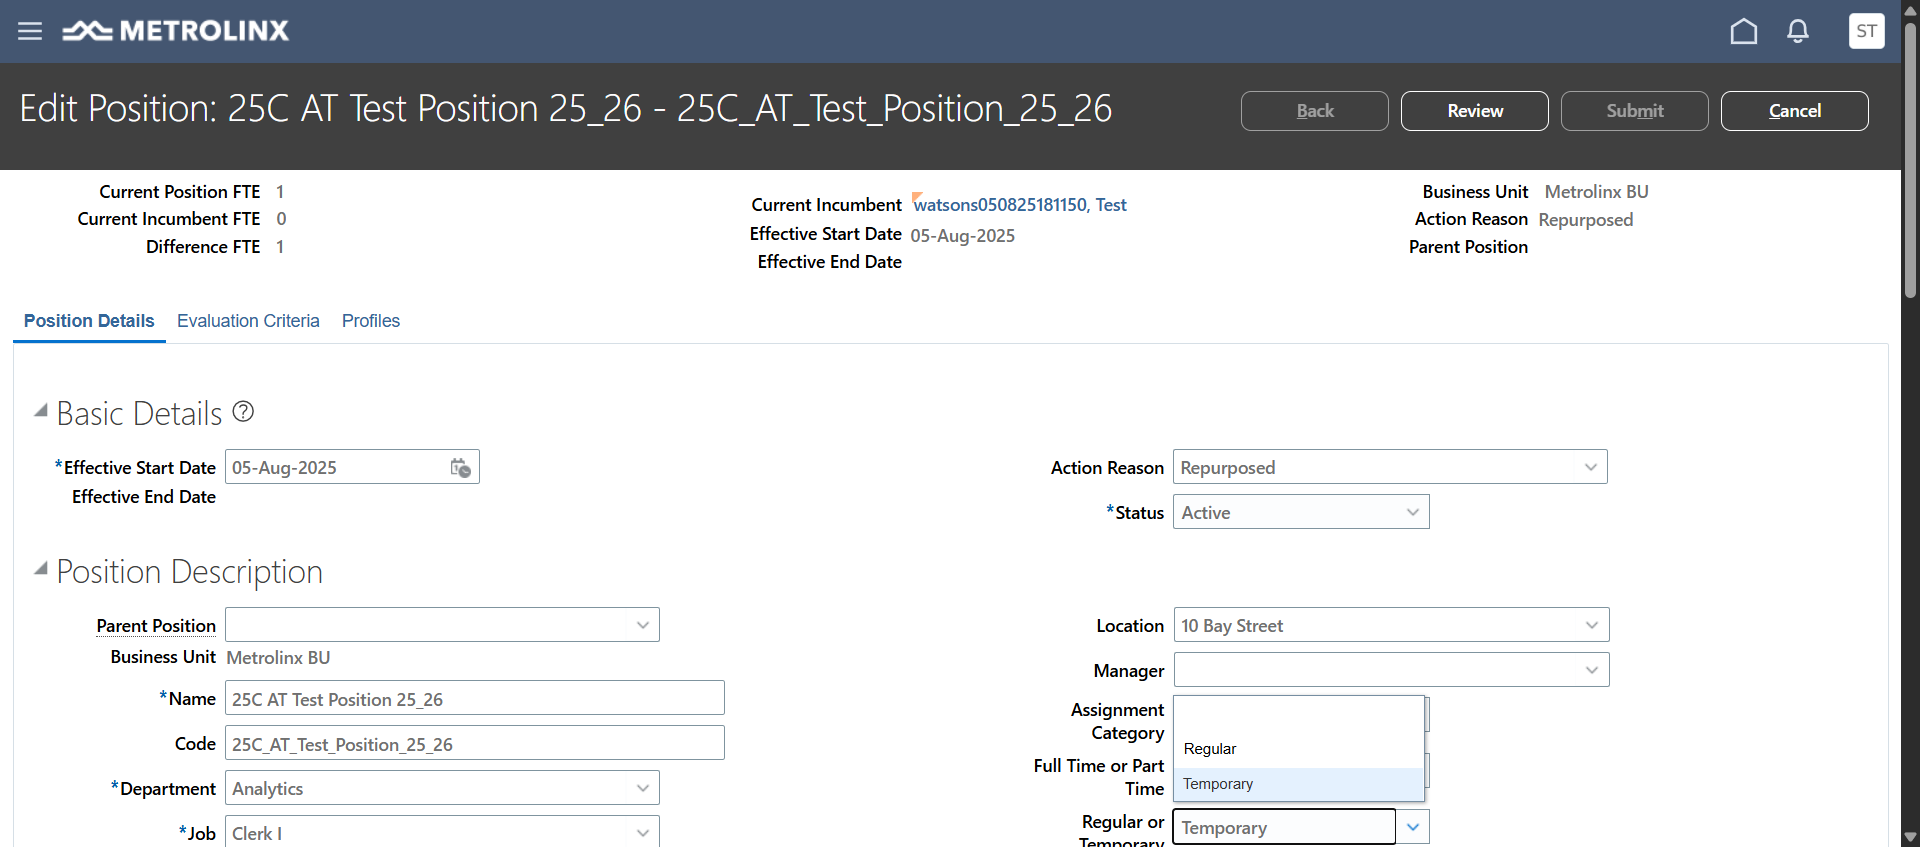 METROLINX
ST
Edit Position: 25C AT Test Position 25_26 - 25C_AT_Test_Position_25_26
Back
Review
Submit
Cancel
Current Position FTE 1
Current Incumbent FTE 0
Difference FTE 1
Current Incumbent watsons050825181150, Test
Effective Start Date 05-Aug-2025
Effective End Date
Business Unit Metrolinx BU
Action Reason Repurposed
Parent Position
Position Details
Evaluation Criteria
Profiles
Basic Details ?
*Effective Start Date 05-Aug-2025
Effective End Date
Action Reason Repurposed
*Status Active
Position Description
Parent Position
Business Unit Metrolinx BU
*Name 25C AT Test Position 25_26
Code 25C_AT_Test_Position_25_26
*Department Analytics
*Job Clerk I
Location 10 Bay Street
Manager
Assignment
Category
Regular
Full Time or Part
Time
Temporary
Regular or
Temporary
Temporary